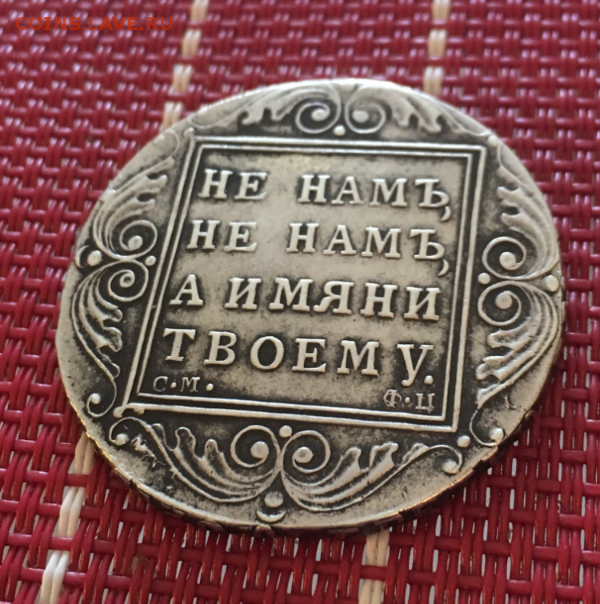 COINS.LAVE.RU
НЕ НАМЪ,
НЕ НАМЪ,
А ИМЯНИ
ТВОЕМУ.
С.М. Ф.Ц